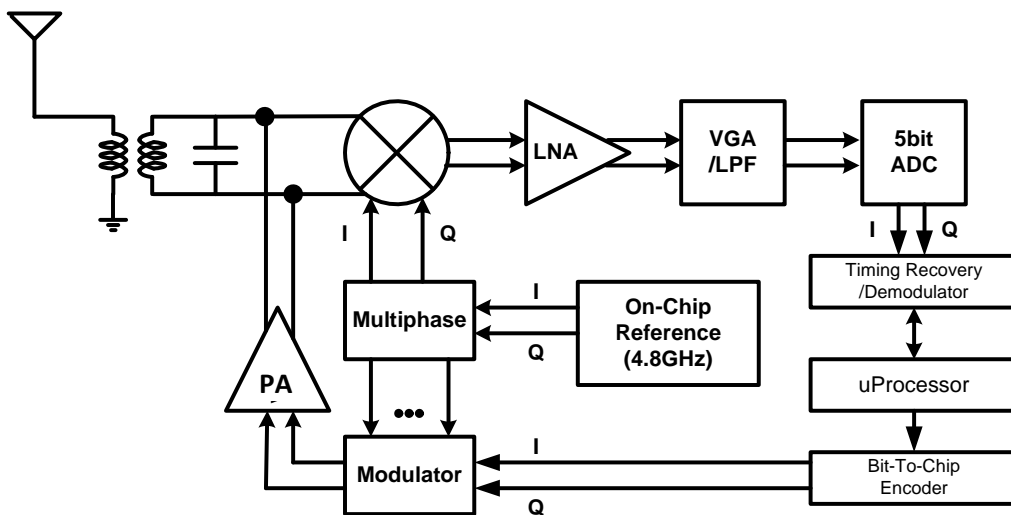 LNA
VGA
/LPF
5bit
ADC
I
Q
I
Q
Timing Recovery
/Demodulator
Multiphase
I
Q
On-Chip
Reference
(4.8GHz)
PA
uProcessor
•••
Modulator
I
Q
Bit-To-Chip
Encoder